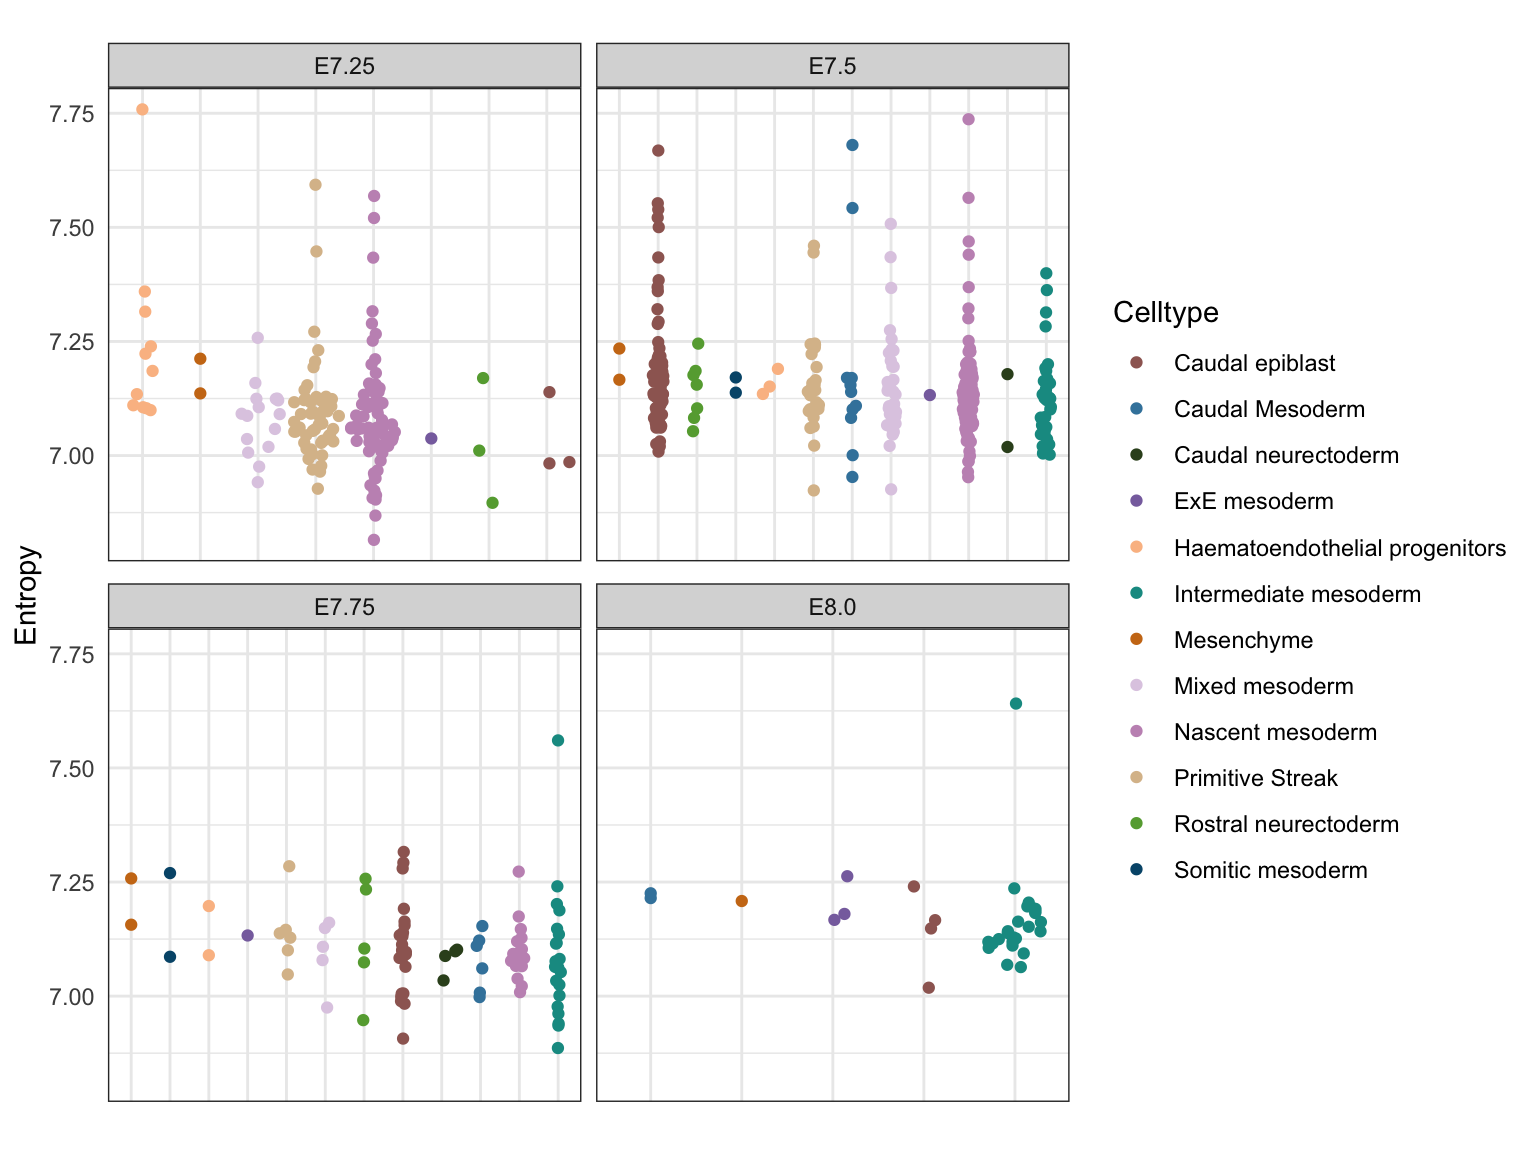 E7.25
E7.5
7.75
7.50
7.25
7.00
E7.75
E8.0
7.75
7.50
7.25
7.00
Entropy
Celltype
Caudal epiblast
Caudal Mesoderm
Caudal neurectoderm
ExE mesoderm
Haematoendothelial progenitors
Intermediate mesoderm
Mesenchyme
Mixed mesoderm
Nascent mesoderm
Primitive Streak
Rostral neurectoderm
Somitic mesoderm